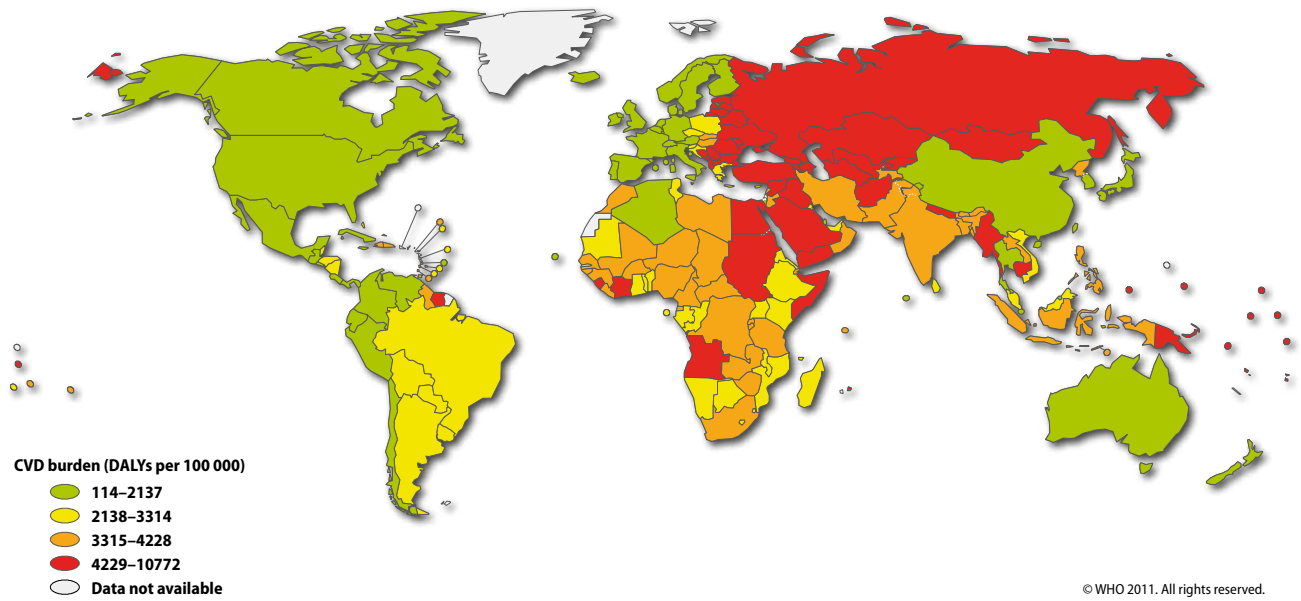 CVD burden (DALYs per 100 000)
114–2137
2138–3314
3315–4228
4229–10772
Data not available
© WHO 2011. All rights reserved.